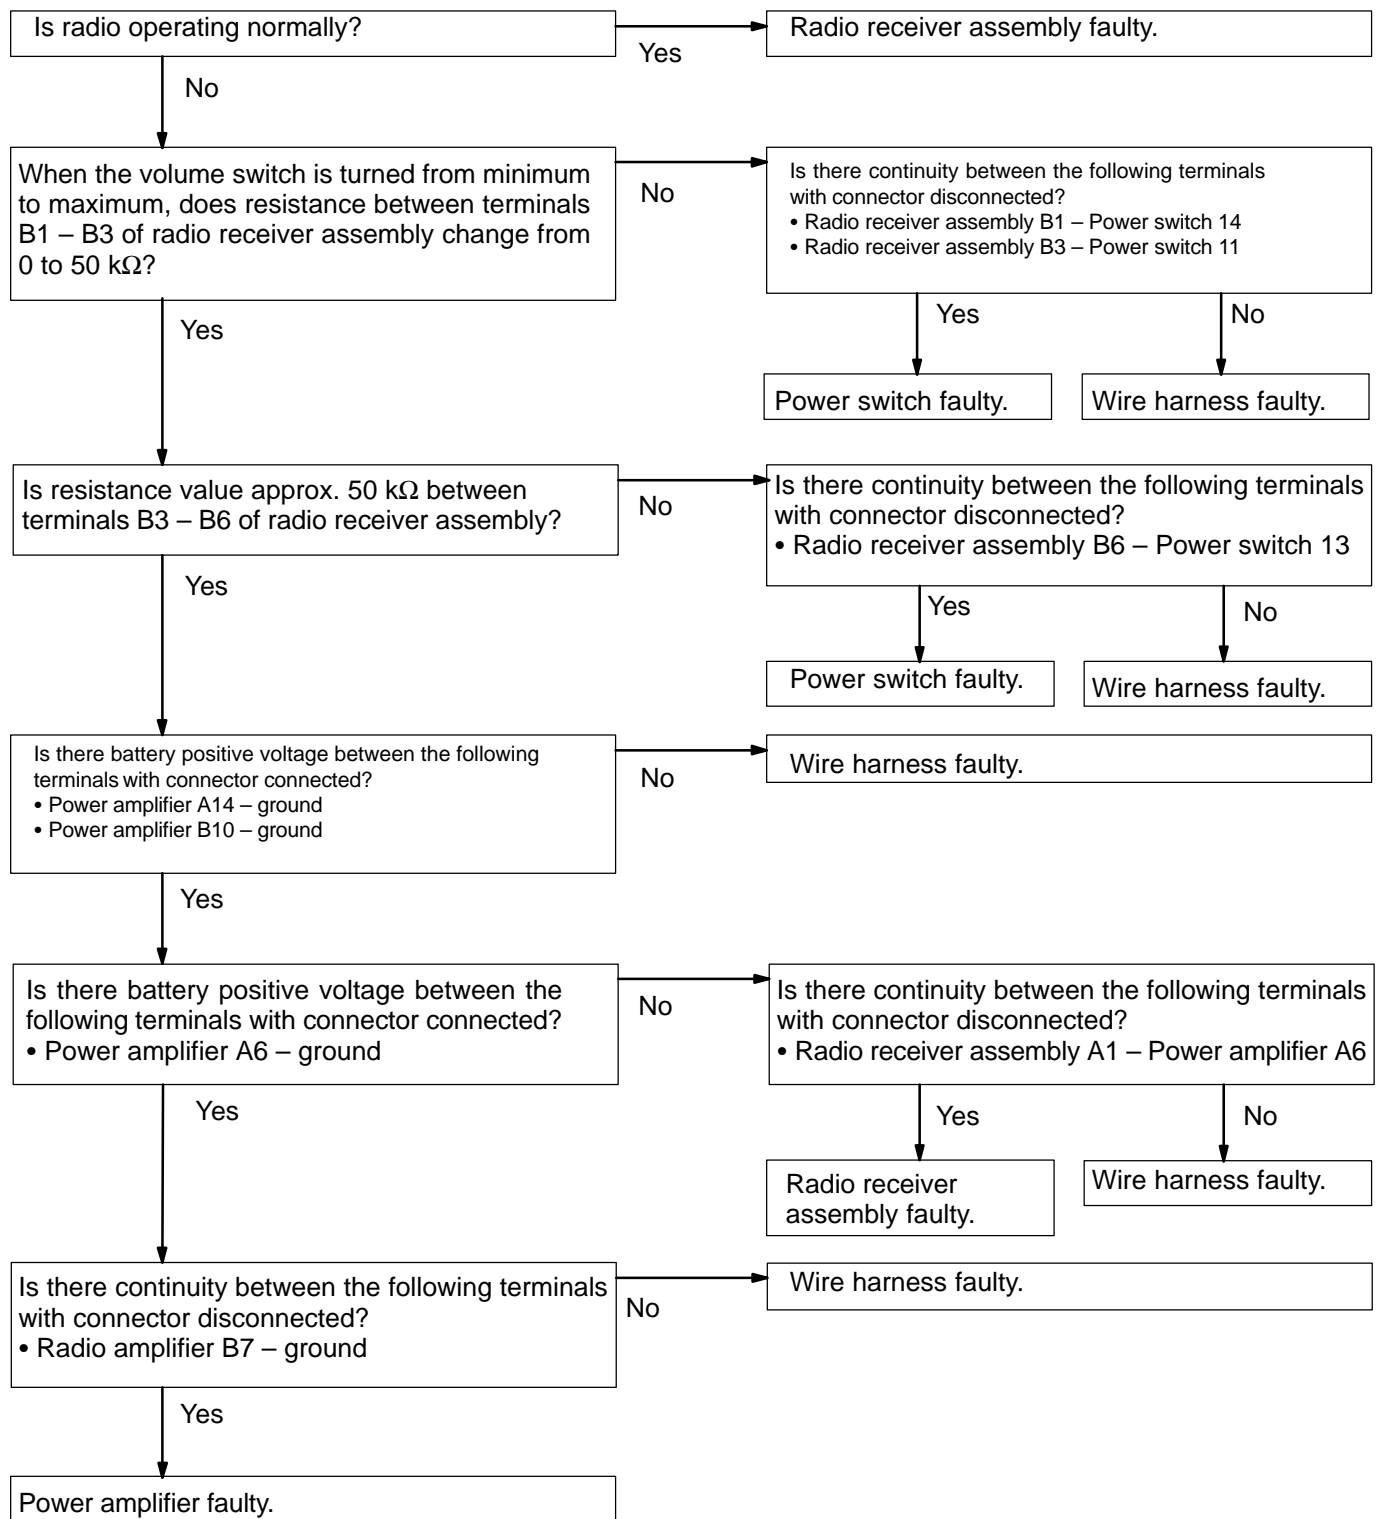 Is radio operating normally?
Yes
Radio receiver assembly faulty.
No
When the volume switch is turned from minimum
to maximum, does resistance between terminals
B1 – B3 of radio receiver assembly change from
0 to 50 kΩ?
No
Is there continuity between the following terminals
with connector disconnected?
• Radio receiver assembly B1 – Power switch 14
• Radio receiver assembly B3 – Power switch 11
Yes
No
Power switch faulty.
Wire harness faulty.
Yes
Is resistance value approx. 50 kΩ between
terminals B3 – B6 of radio receiver assembly?
No
Is there continuity between the following terminals
with connector disconnected?
• Radio receiver assembly B6 – Power switch 13
Yes
No
Power switch faulty.
Wire harness faulty.
Yes
Is there battery positive voltage between the following
terminals with connector connected?
• Power amplifier A14 – ground
• Power amplifier B10 – ground
No
Wire harness faulty.
Yes
Is there battery positive voltage between the
following terminals with connector connected?
• Power amplifier A6 – ground
No
Is there continuity between the following terminals
with connector disconnected?
• Radio receiver assembly A1 – Power amplifier A6
Yes
No
Radio receiver
assembly faulty.
Wire harness faulty.
Yes
Is there continuity between the following terminals
with connector disconnected?
• Radio amplifier B7 – ground
No
Wire harness faulty.
Yes
Power amplifier faulty.